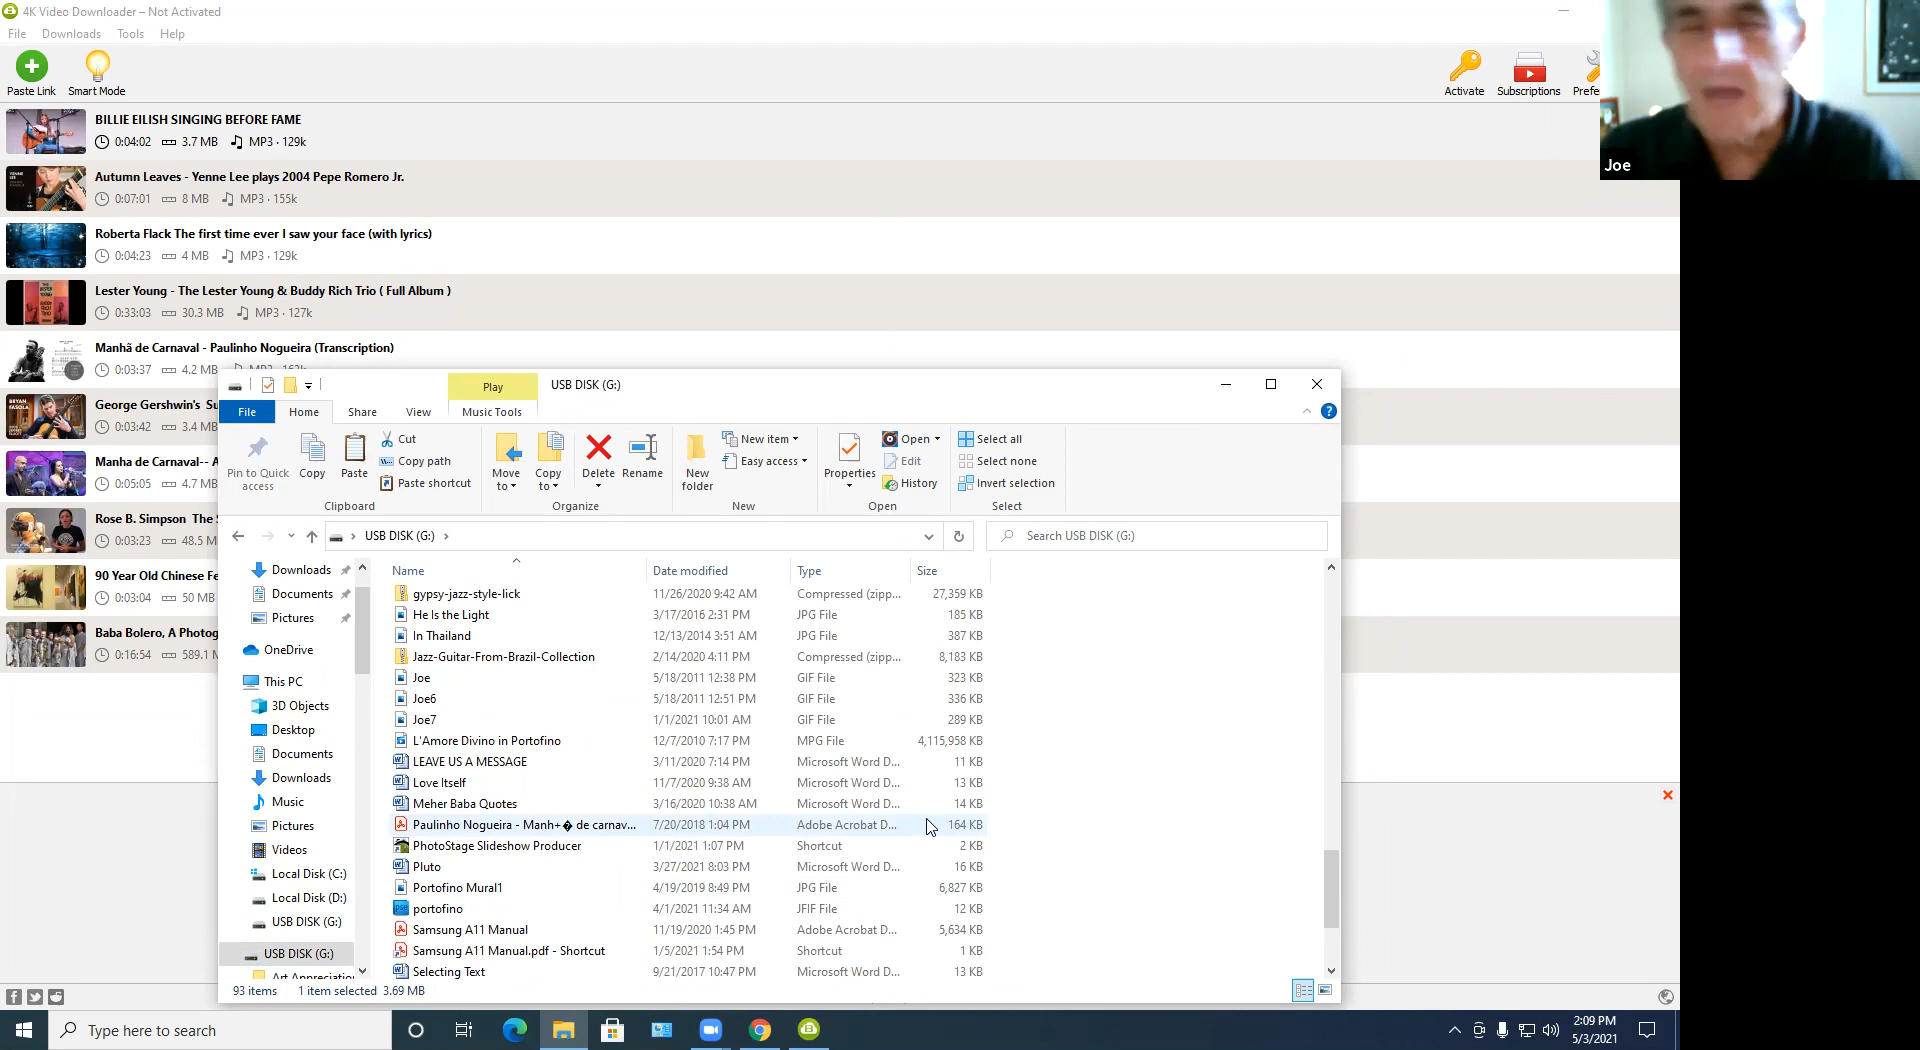 4K Video Downloader – Not Activated
File Downloads Tools Help
Paste Link Smart Mode Activate Subscriptions Prefe
BILLIE EILISH SINGING BEFORE FAME
0:04:02 3.7 MB MP3 · 129k
Joe
Autumn Leaves - Yenne Lee plays 2004 Pepe Romero Jr.
0:07:01 8 MB MP3 · 155k
Roberta Flack The first time ever I saw your face (with lyrics)
0:04:23 4 MB MP3 · 129k
Lester Young - The Lester Young & Buddy Rich Trio ( Full Album )
0:33:03 30.3 MB MP3 · 127k
Manhã de Carnaval - Paulinho Nogueira (Transcription)
0:03:37 4.2 MB
George Gershwin's Su
0:03:42 3.4 MB
Manha de Carnaval-- A
0:05:05 4.7 MB
Rose B. Simpson The S
0:03:23 48.5 M
90 Year Old Chinese Fe
0:03:04 50 MB
Baba Bolero, A Photog
0:16:54 589.1 M
Play USB DISK (G:)
File Home Share View Music Tools
Pin to Quick access
Copy
Paste
Cut
Copy path
Paste shortcut
Move to
Copy to
Delete
Rename
New folder
New item
Easy access
Properties
Open
Edit
History
Select all
Select none
Invert selection
Clipboard Organize New Open Select
USB DISK (G:)
Search USB DISK (G:)
Downloads
Documents
Pictures
OneDrive
This PC
3D Objects
Desktop
Documents
Downloads
Music
Pictures
Videos
Local Disk (C:)
Local Disk (D:)
USB DISK (G:)
USB DISK (G:)
Art Appreciation
Name Date modified Type Size
gypsy-jazz-style-lick 11/26/2020 9:42 AM Compressed (zipp... 27,359 KB
He Is the Light 3/17/2016 2:31 PM JPG File 185 KB
In Thailand 12/13/2014 3:51 AM JPG File 387 KB
Jazz-Guitar-From-Brazil-Collection 2/14/2020 4:11 PM Compressed (zipp... 8,183 KB
Joe 5/18/2011 12:38 PM GIF File 323 KB
Joe6 5/18/2011 12:51 PM GIF File 336 KB
Joe7 1/1/2021 10:01 AM GIF File 289 KB
L'Amore Divino in Portofino 12/7/2010 7:17 PM MPG File 4,115,958 KB
LEAVE US A MESSAGE 3/11/2020 7:14 PM Microsoft Word D... 11 KB
Love Itself 11/7/2020 9:38 AM Microsoft Word D... 13 KB
Meher Baba Quotes 3/16/2020 10:38 AM Microsoft Word D... 14 KB
Paulinho Nogueira - Manh+� de carnav... 7/20/2018 1:04 PM Adobe Acrobat D... 164 KB
PhotoStage Slideshow Producer 1/1/2021 1:07 PM Shortcut 2 KB
Pluto 3/27/2021 8:03 PM Microsoft Word D... 16 KB
Portofino Mural1 4/19/2019 8:49 PM JPG File 6,827 KB
portofino 4/1/2021 11:34 AM JFIF File 12 KB
Samsung A11 Manual 11/19/2020 1:45 PM Adobe Acrobat D... 5,634 KB
Samsung A11 Manual.pdf - Shortcut 1/5/2021 1:54 PM Shortcut 1 KB
Selecting Text 9/21/2017 10:47 PM Microsoft Word D... 13 KB
93 items 1 item selected 3.69 MB
Type here to search
2:09 PM
5/3/2021